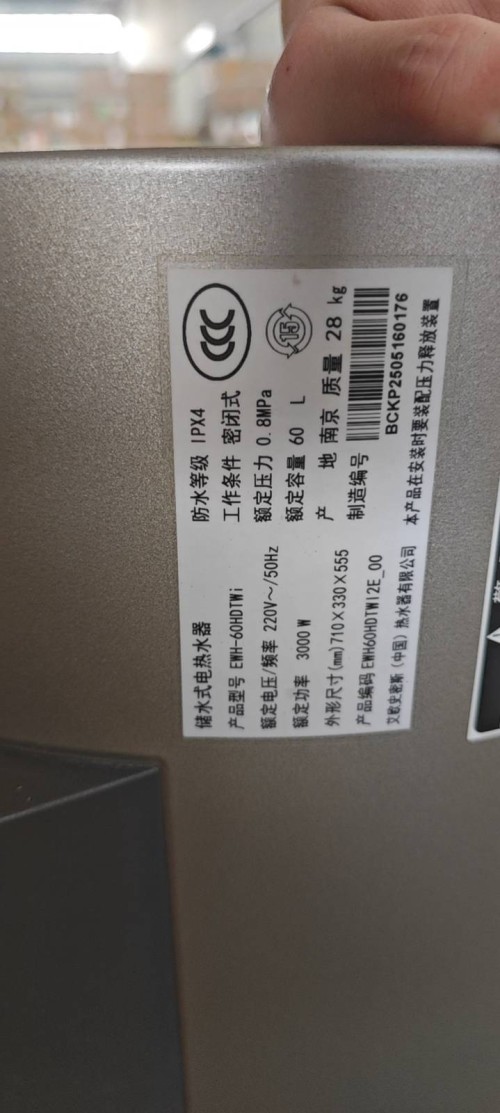 储水式电热水器
产品型号 EWH-60HDTWi
额定电压/频率 220V～/50Hz
额定功率 3000 W
外形尺寸(mm)710×330×555
产品编码 EWH60HDTWI2E_00
艾欧史密斯（中国）热水器有限公司
CCC
15
防水等级 IPX4
工作条件 密闭式
额定压力 0.8MPa
额定容量 60 L
产 地 南京 质量 28 kg
制造编号
BCKP2505160176
本产品在安装时要装配压力释放装置